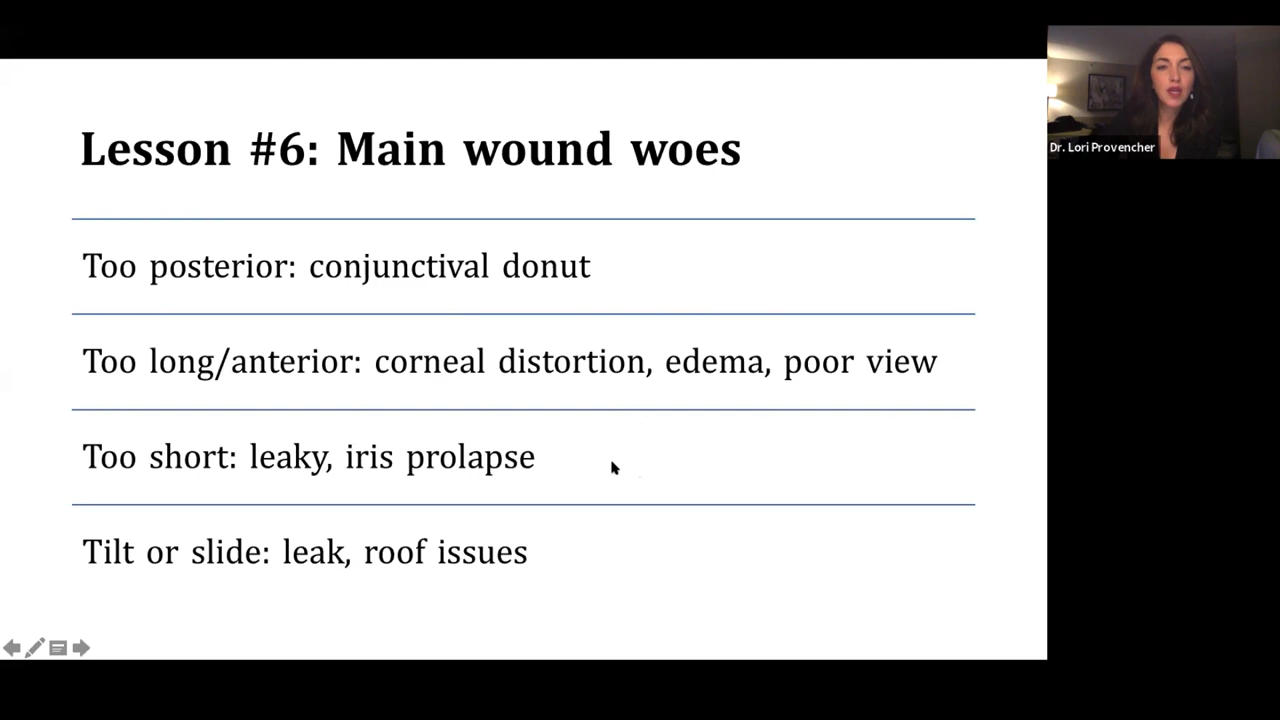 Lesson #6: Main wound woes
Too posterior: conjunctival donut
Too long/anterior: corneal distortion, edema, poor view
Too short: leaky, iris prolapse
Tilt or slide: leak, roof issues
Dr. Lori Provencher